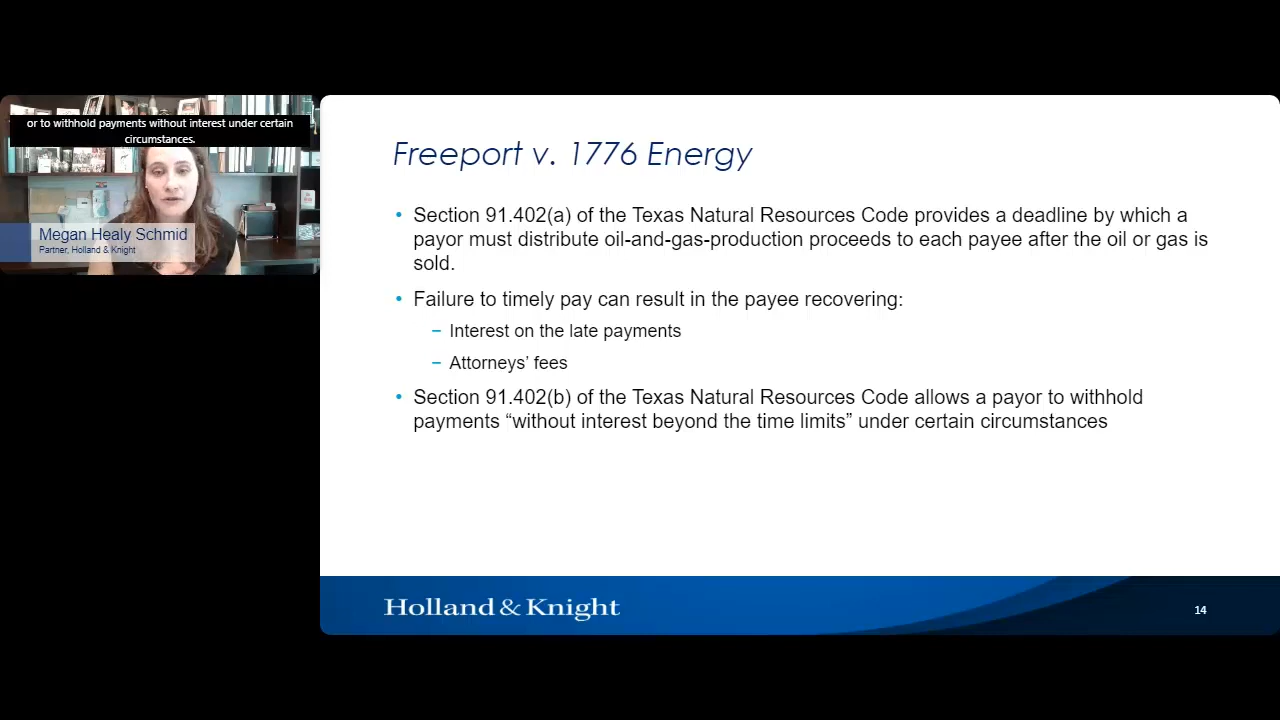 or to withhold payments without interest under certain
circumstances.
Megan Healy Schmid
Partner, Holland & Knight
Freeport v. 1776 Energy
• Section 91.402(a) of the Texas Natural Resources Code provides a deadline by which a
payor must distribute oil-and-gas-production proceeds to each payee after the oil or gas is
sold.
• Failure to timely pay can result in the payee recovering:
− Interest on the late payments
− Attorneys’ fees
• Section 91.402(b) of the Texas Natural Resources Code allows a payor to withhold
payments “without interest beyond the time limits” under certain circumstances
Holland & Knight
14